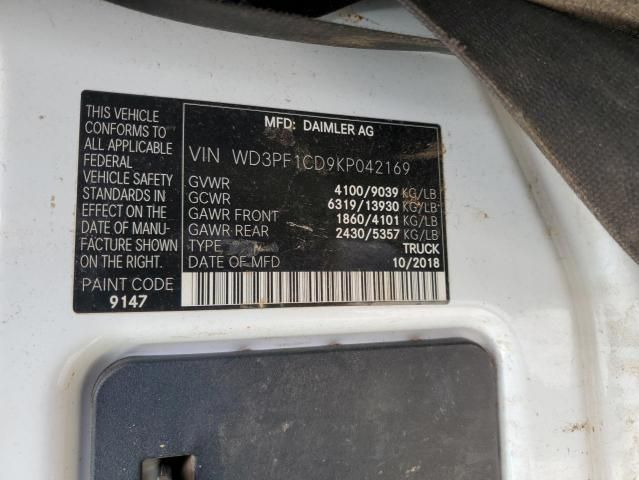 MFD: DAIMLER AG
THIS VEHICLE
CONFORMS TO
ALL APPLICABLE
FEDERAL
VEHICLE SAFETY
STANDARDS IN
EFFECT ON THE
DATE OF MANU-
FACTURE SHOWN
ON THE RIGHT.
PAINT CODE
9147
VIN WD3PF1CD9KP042169
GVWR 4100/9039 KG/LB
GCWR 6319/13930 KG/LB
GAWR FRONT 1860/4101 KG/LB
GAWR REAR 2430/5357 KG/LB
TYPE TRUCK
DATE OF MFD 10/2018